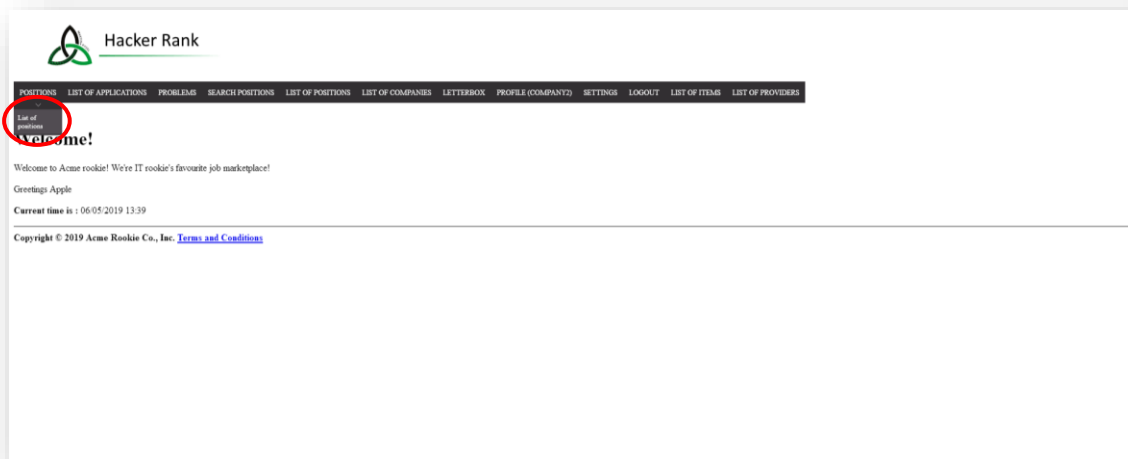 Hacker Rank
POSITIONS LIST OF APPLICATIONS PROBLEMS SEARCH POSITIONS LIST OF POSITIONS LIST OF COMPANIES LETTERBOX PROFILE (COMPANY2) SETTINGS LOGOUT LIST OF ITEMS LIST OF PROVIDERS
List of
positions
Welcome!
Welcome to Acme rookie! We're IT rookie's favourite job marketplace!
Greetings Apple
Current time is : 06/05/2019 13:39
Copyright © 2019 Acme Rookie Co., Inc. Terms and Conditions